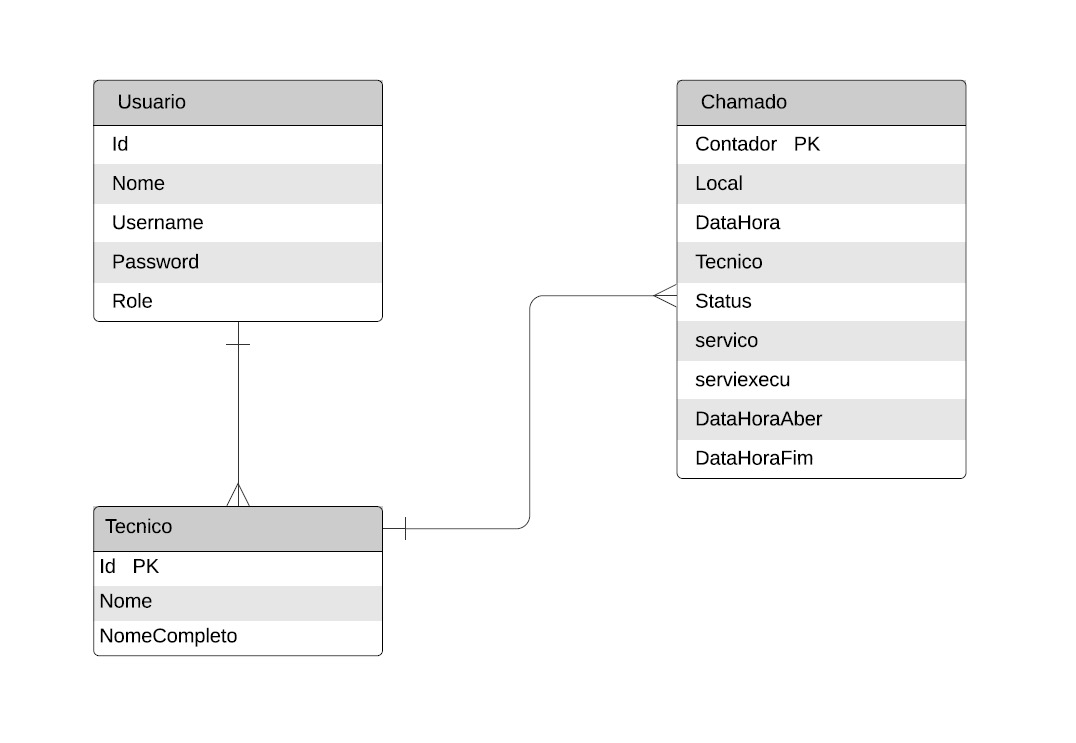 Usuario
Id
Nome
Username
Password
Role
Chamado
Contador PK
Local
DataHora
Tecnico
Status
servico
serviexecu
DataHoraAber
DataHoraFim
Tecnico
Id PK
Nome
NomeCompleto